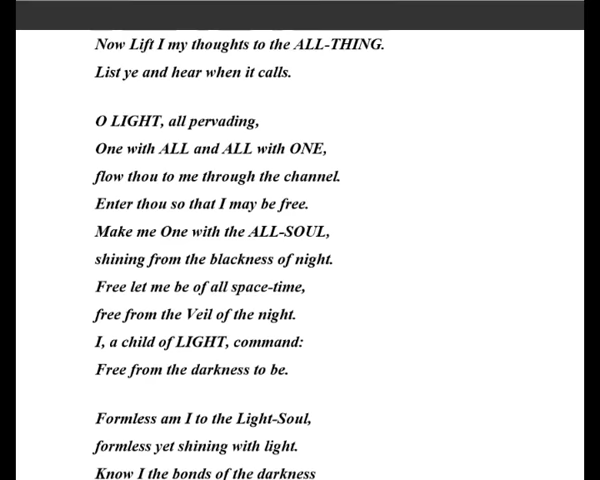 Now Lift I my thoughts to the ALL-THING.
List ye and hear when it calls.
O LIGHT, all pervading,
One with ALL and ALL with ONE,
flow thou to me through the channel.
Enter thou so that I may be free.
Make me One with the ALL-SOUL,
shining from the blackness of night.
Free let me be of all space-time,
free from the Veil of the night.
I, a child of LIGHT, command:
Free from the darkness to be.
Formless am I to the Light-Soul,
formless yet shining with light.
Know I the bonds of the darkness